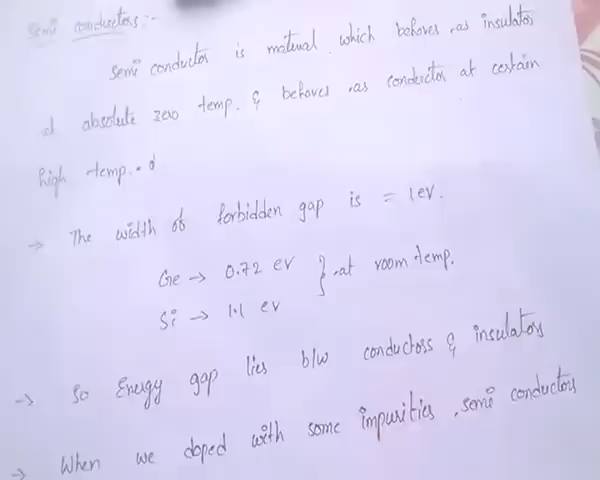 Semi conductors :-
Semi conductor is material which behaves as insulator
at absolute zero temp. & behaves as conductor at certain
high temp.
→ The width of forbidden gap is = 1ev.
Ge → 0.72 ev } at room temp.
Si → 1.1 ev
→ so Energy gap lies b/w conductors & insulators
→ When we doped with some impurities, semi conductors